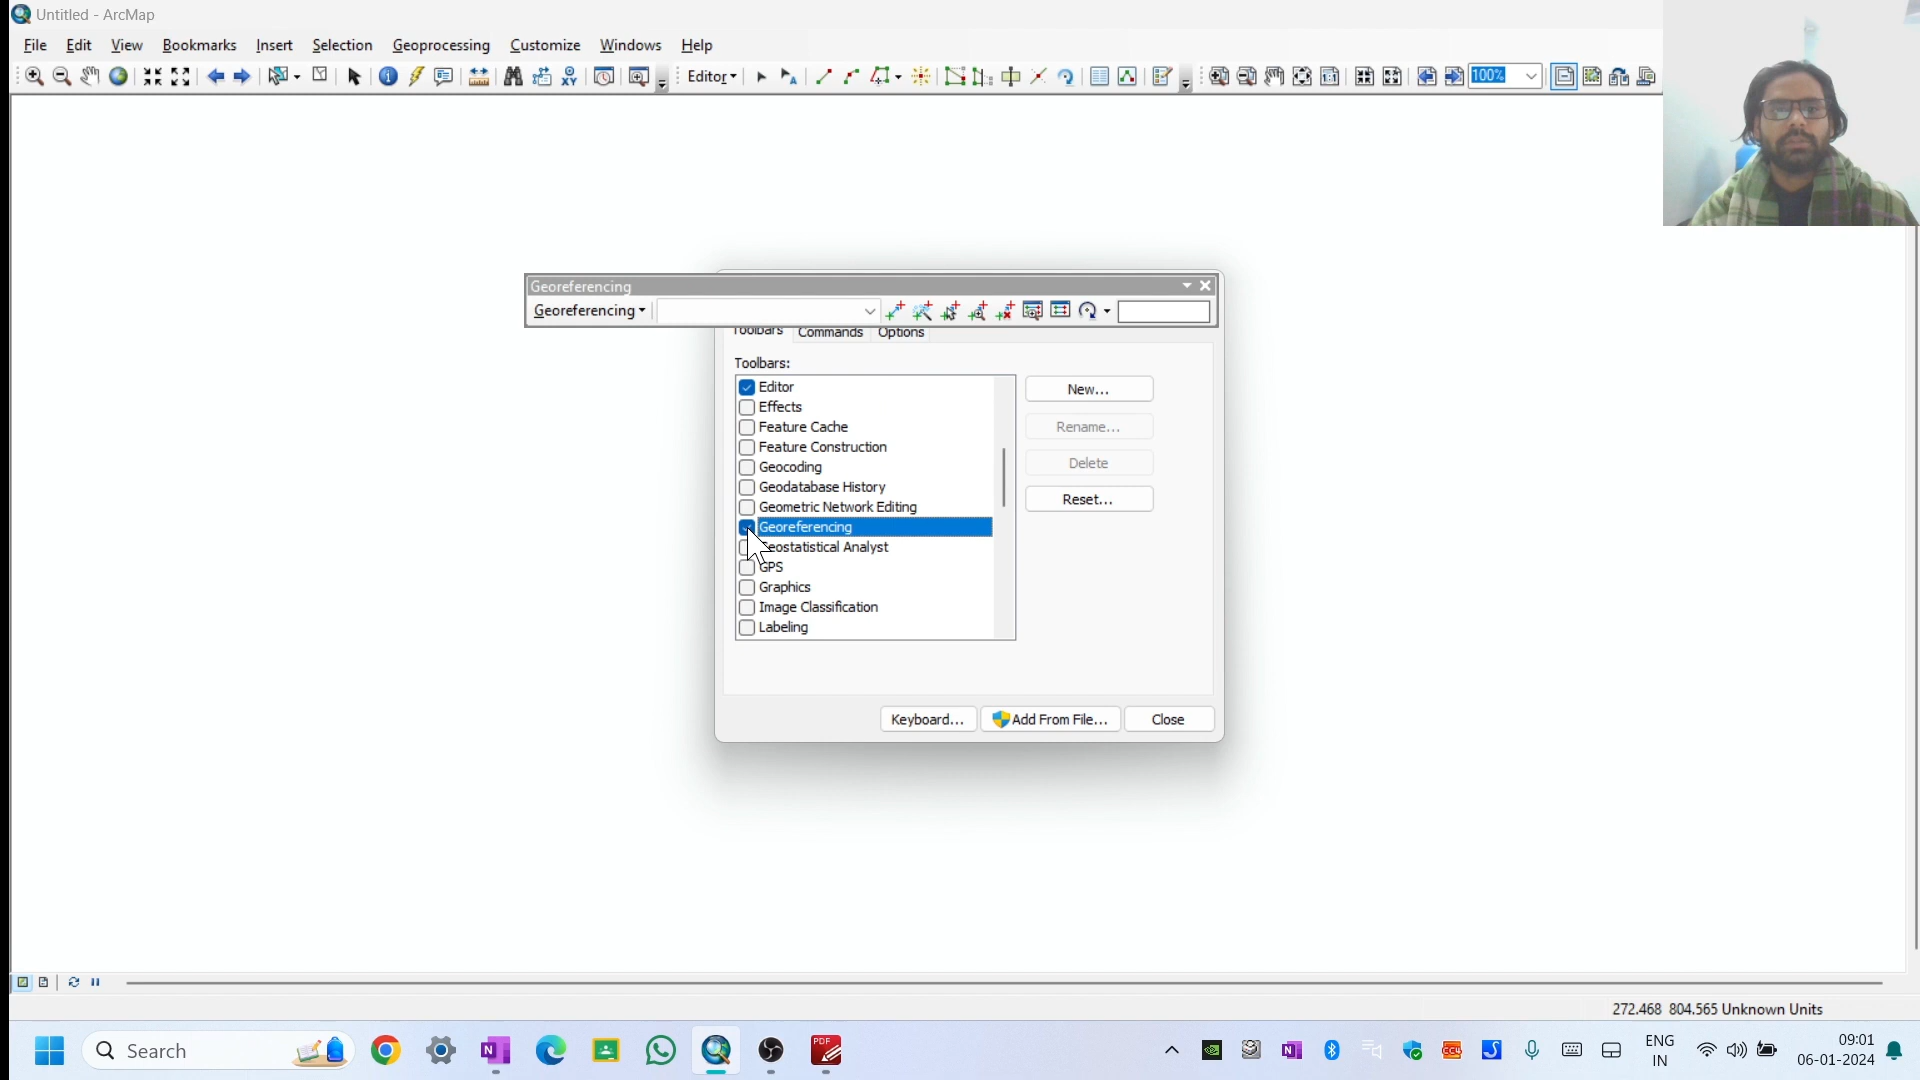 Untitled - ArcMap
File Edit View Bookmarks Insert Selection Geoprocessing Customize Windows Help
Editor 100%
Georeferencing
Georeferencing
Toolbars Commands Options
Toolbars:
Editor
Effects
Feature Cache
Feature Construction
Geocoding
Geodatabase History
Geometric Network Editing
Georeferencing
Geostatistical Analyst
GPS
Graphics
Image Classification
Labeling
New...
Rename...
Delete
Reset...
Keyboard... Add From File... Close
272.468 804.565 Unknown Units
Search
PDF
ENG
IN
09:01
06-01-2024